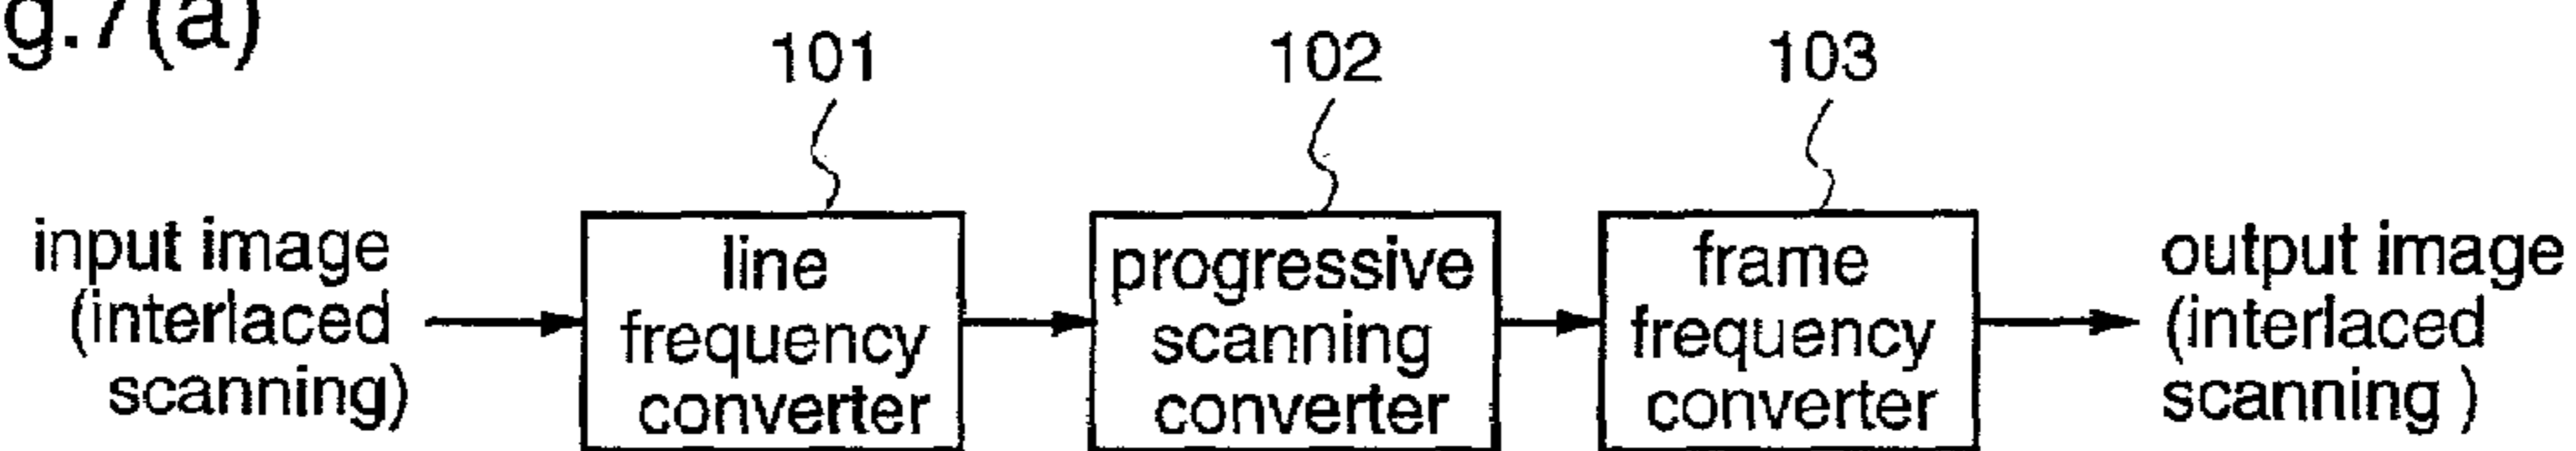 g.7(a)
101
102
103
input image
(interlaced
scanning)
line
frequency
converter
progressive
scanning
converter
frame
frequency
converter
output image
(interlaced
scanning )